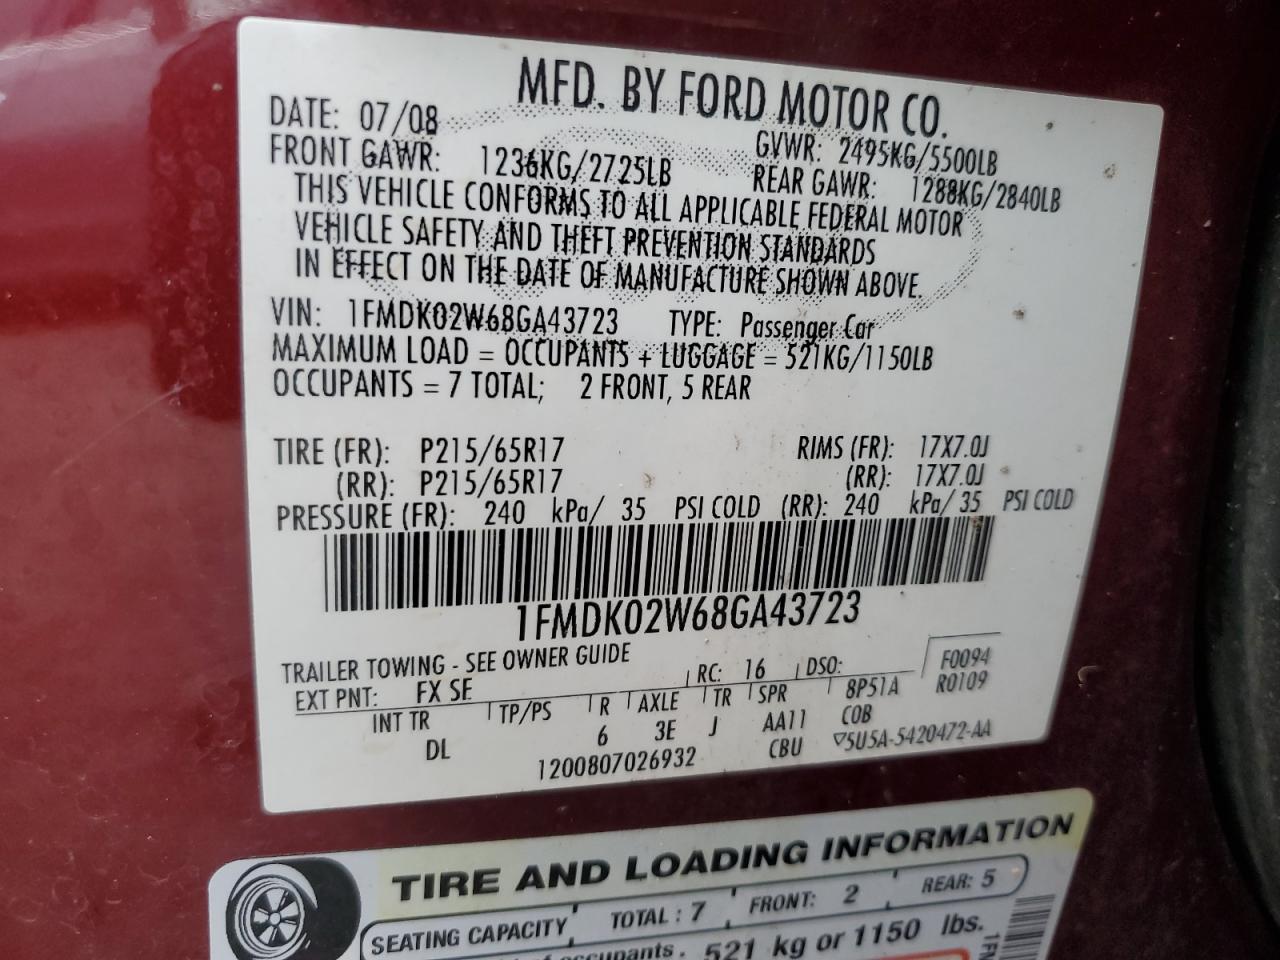 MFD. BY FORD MOTOR CO.
DATE: 07/08 GVWR: 2495KG/5500LB
FRONT GAWR: 1236KG/2725LB REAR GAWR: 1288KG/2840LB
THIS VEHICLE CONFORMS TO ALL APPLICABLE FEDERAL MOTOR
VEHICLE SAFETY AND THEFT PREVENTION STANDARDS
IN EFFECT ON THE DATE OF MANUFACTURE SHOWN ABOVE.
VIN: 1FMDK02W68GA43723 TYPE: Passenger Car
MAXIMUM LOAD = OCCUPANTS + LUGGAGE = 521KG/1150LB
OCCUPANTS = 7 TOTAL; 2 FRONT, 5 REAR
TIRE (FR): P215/65R17 RIMS (FR): 17X7.0J
(RR): P215/65R17 (RR): 17X7.0J
PRESSURE (FR): 240 kPa/ 35 PSI COLD (RR): 240 kPa/ 35 PSI COLD
1FMDK02W68GA43723
TRAILER TOWING - SEE OWNER GUIDE
EXT PNT: FX SE RC: 16 DSO: F0094
INT TR TP/PS R AXLE TR SPR 8P51A R0109
DL 6 3E J AA11 COB
1200807026932 CBU ▽5U5A-5420472-AA
TIRE AND LOADING INFORMATION
SEATING CAPACITY TOTAL : 7 FRONT: 2 REAR: 5
occupants. 521 kg or 1150 lbs.